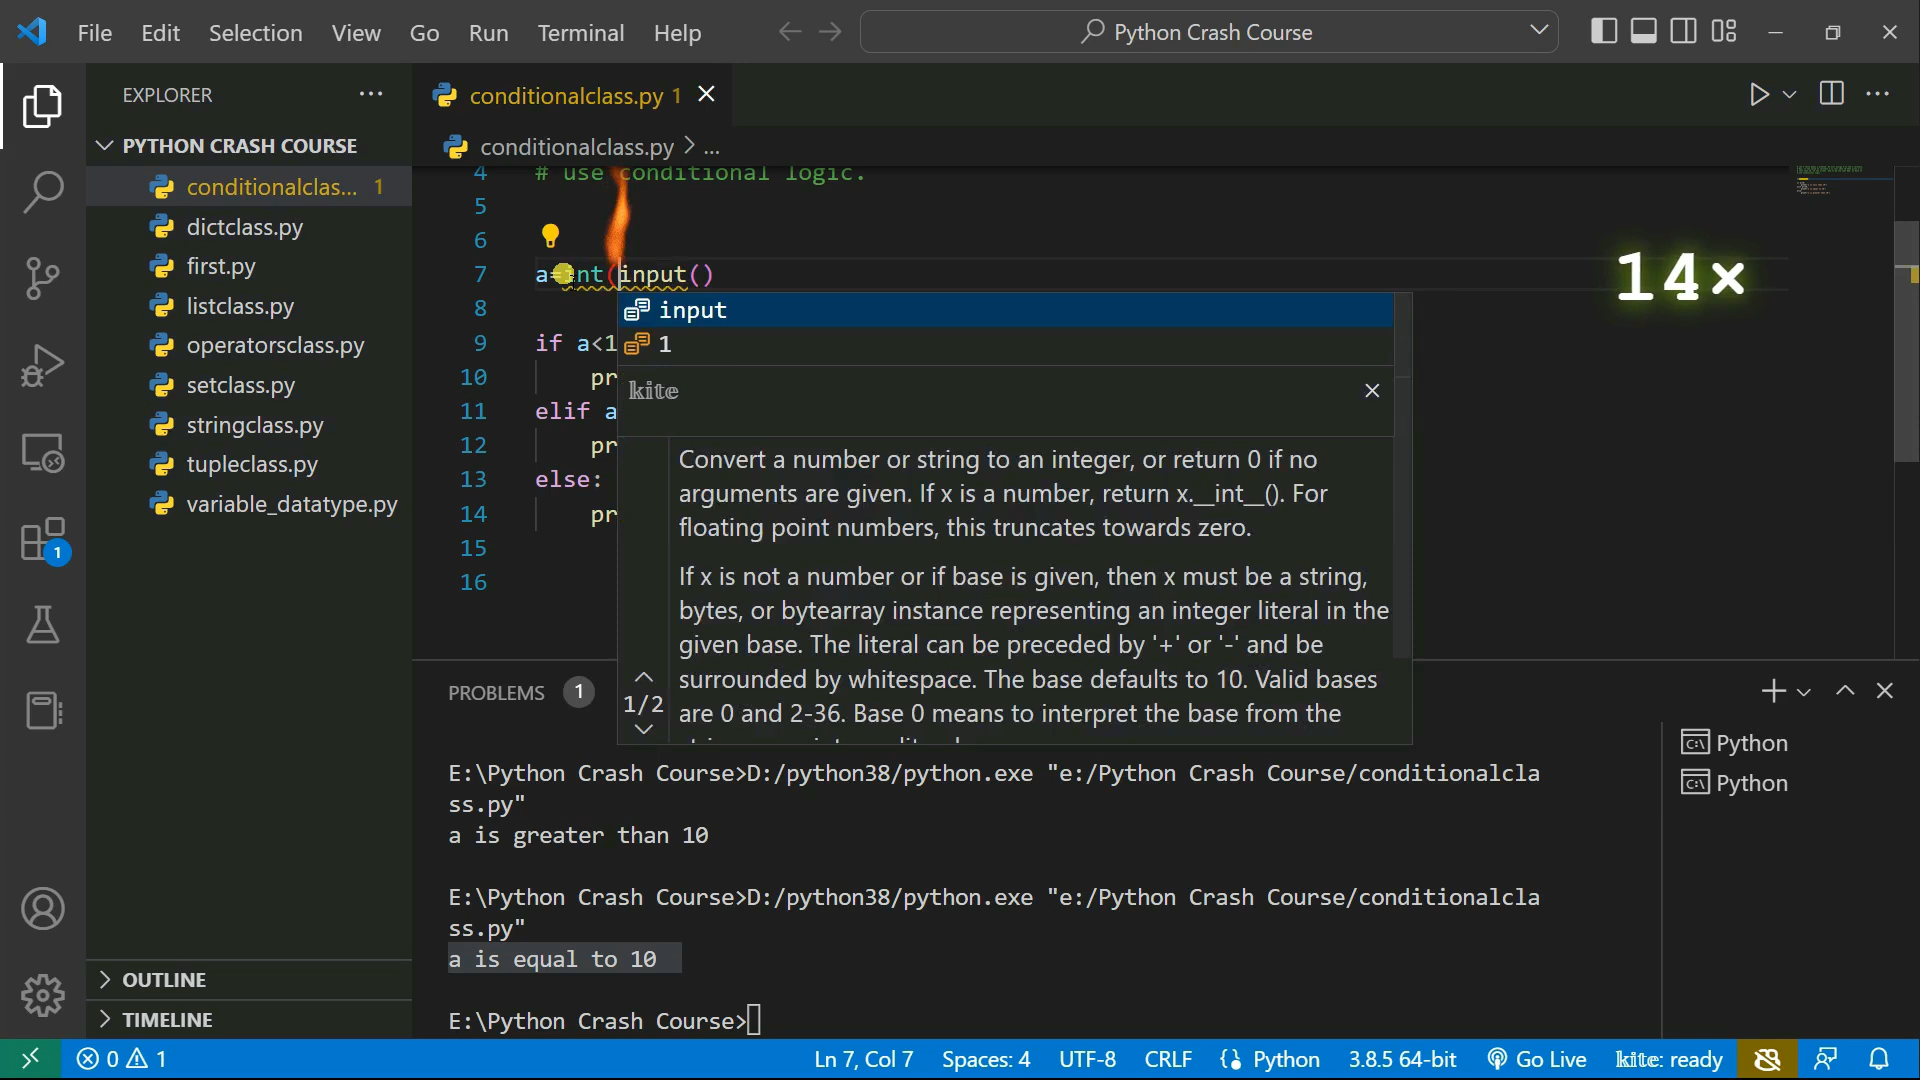 File Edit Selection View Go Run Terminal Help
Python Crash Course
EXPLORER
PYTHON CRASH COURSE
conditionalclas... 1
dictclass.py
first.py
listclass.py
operatorsclass.py
setclass.py
stringclass.py
tupleclass.py
variable_datatype.py
OUTLINE
TIMELINE
conditionalclass.py 1
conditionalclass.py > ...
4 # use conditional logic.
5
6
7 a=int(input()
8
9 if a<1
10 pr
11 elif a
12 pr
13 else:
14 pr
15
16
14×
input
1
kite
Convert a number or string to an integer, or return 0 if no
arguments are given. If x is a number, return x.__int__(). For
floating point numbers, this truncates towards zero.
If x is not a number or if base is given, then x must be a string,
bytes, or bytearray instance representing an integer literal in the
given base. The literal can be preceded by '+' or '-' and be
surrounded by whitespace. The base defaults to 10. Valid bases
are 0 and 2-36. Base 0 means to interpret the base from the
1/2
PROBLEMS 1
E:\Python Crash Course>D:/python38/python.exe "e:/Python Crash Course/conditionalcla
ss.py"
a is greater than 10
E:\Python Crash Course>D:/python38/python.exe "e:/Python Crash Course/conditionalcla
ss.py"
a is equal to 10
E:\Python Crash Course>
Python
Python
1
0 1
Ln 7, Col 7 Spaces: 4 UTF-8 CRLF Python 3.8.5 64-bit Go Live kite: ready